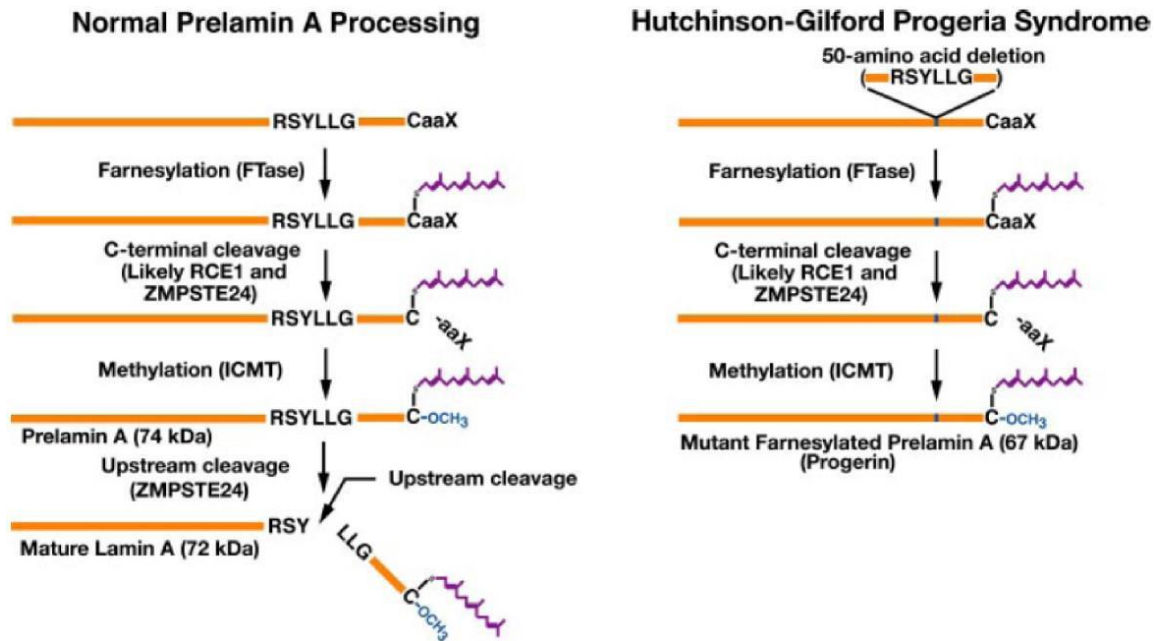 Normal Prelamin A Processing
RSYLLG
CaaX
Farnesylation (FTase)
RSYLLG
CaaX
C-terminal cleavage
(Likely RCE1 and
ZMPSTE24)
RSYLLG
C
-aaX
Methylation (ICMT)
RSYLLG
C-OCH3
Prelamin A (74 kDa)
Upstream cleavage
(ZMPSTE24)
Upstream cleavage
RSY
Mature Lamin A (72 kDa)
LLG
C
-OCH3
Hutchinson-Gilford Progeria Syndrome
50-amino acid deletion
( RSYLLG )
CaaX
Farnesylation (FTase)
CaaX
C-terminal cleavage
(Likely RCE1 and
ZMPSTE24)
C
-aaX
Methylation (ICMT)
C-OCH3
Mutant Farnesylated Prelamin A (67 kDa)
(Progerin)